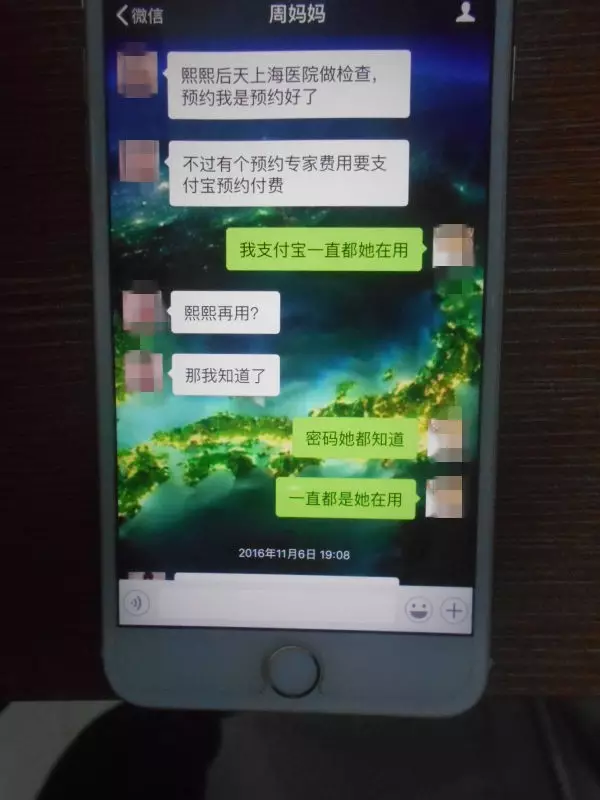 微信
周妈妈
熙熙后天上海医院做检查，
预约我是预约好了
不过有个预约专家费用要支
付宝预约付费
我支付宝一直都她在用
熙熙再用？
那我知道了
密码她都知道
一直都是她在用
2016年11月6日 19:08